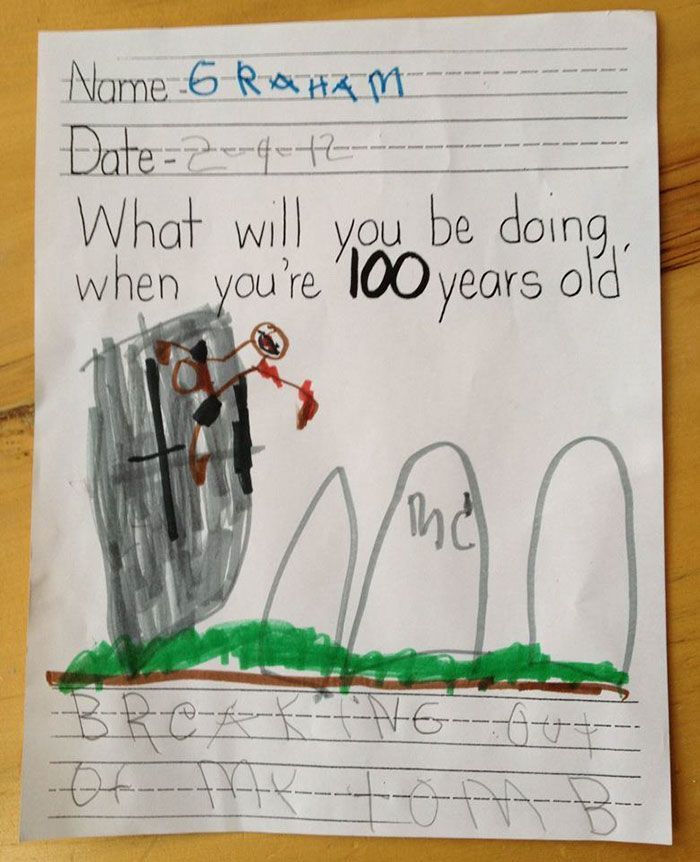 Name - GRAHAM
Date - 2-9-12
What will you be doing,
when you're 100 years old
BREAKING OUT
OF MY TOMB